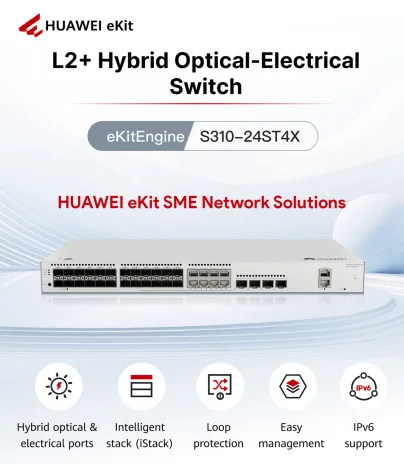 HUAWEI eKit
L2+ Hybrid Optical-Electrical
Switch
eKitEngine S310-24ST4X
HUAWEI eKit SME Network Solutions
HUAWEI
IPv6
Hybrid optical &
electrical ports
Intelligent
stack (iStack)
Loop
protection
Easy
management
IPv6
support